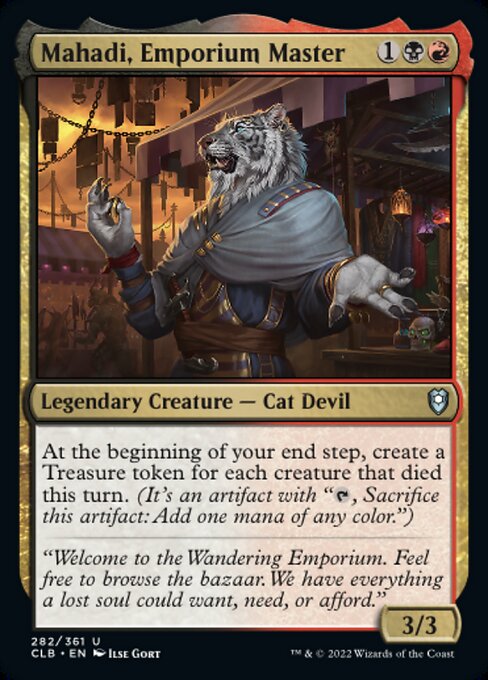 Mahadi, Emporium Master 1
Legendary Creature — Cat Devil
At the beginning of your end step, create a
Treasure token for each creature that died
this turn. (It's an artifact with “, Sacrifice
this artifact: Add one mana of any color.”)
“Welcome to the Wandering Emporium. Feel
free to browse the bazaar. We have everything
a lost soul could want, need, or afford.”
3/3
282/361 U
CLB • EN Ilse Gort
™ & © 2022 Wizards of the Coast